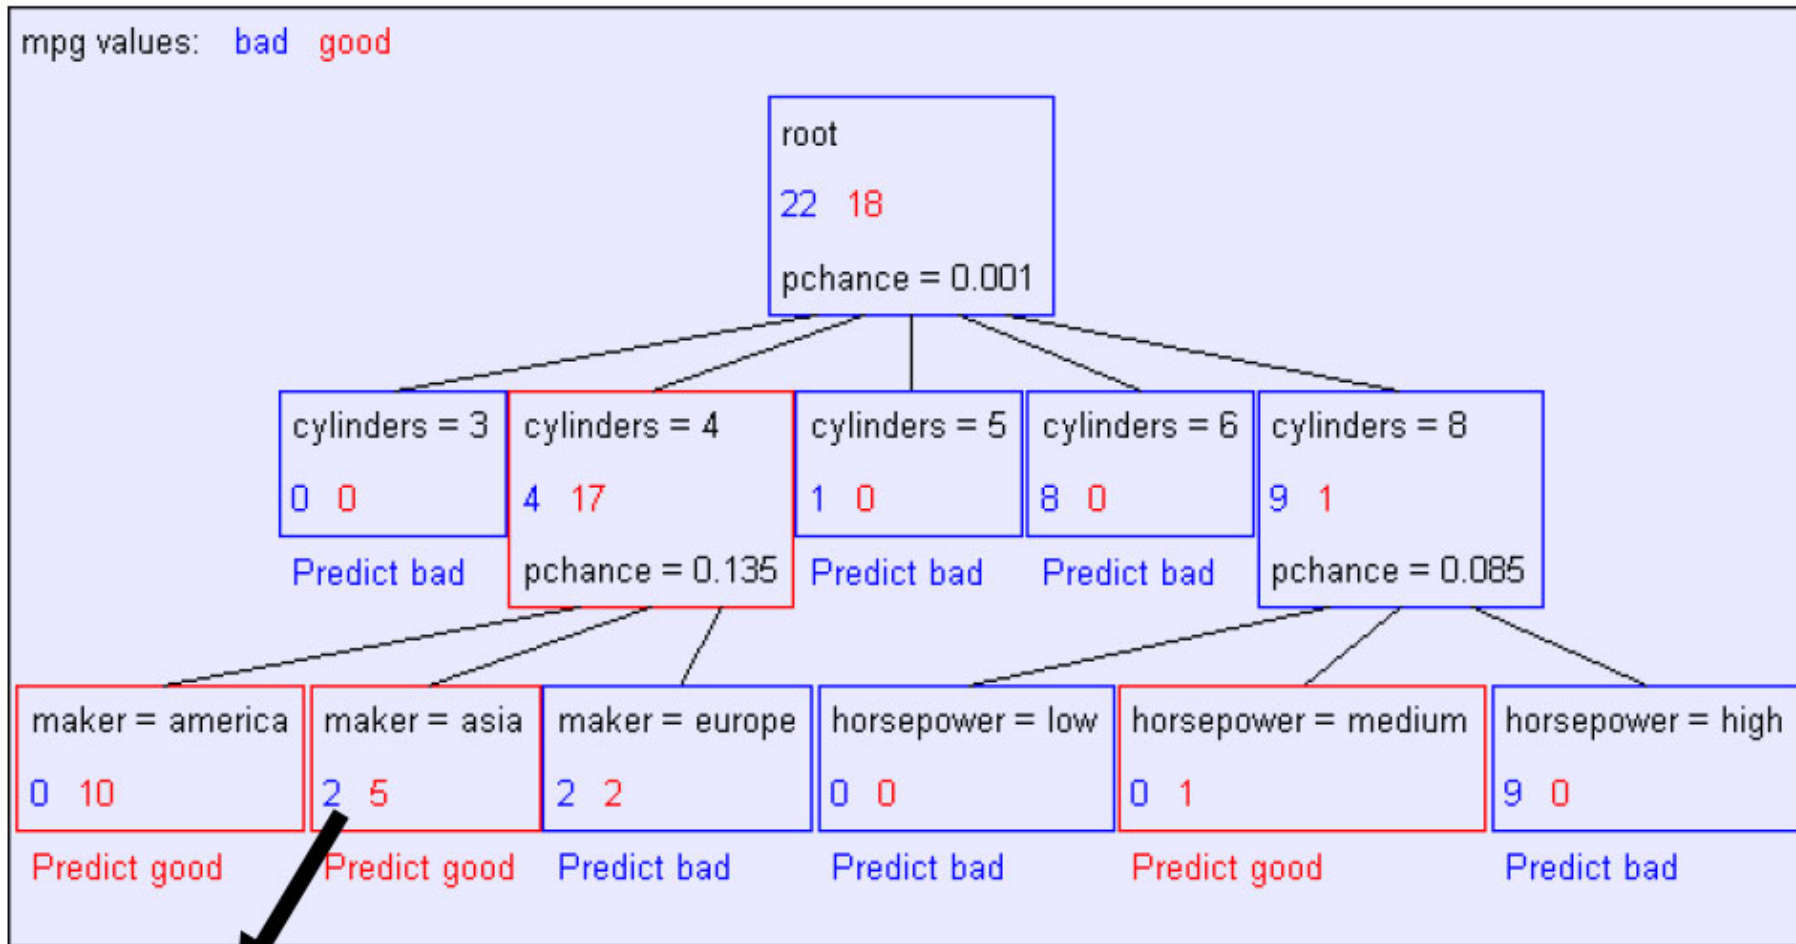 mpg values: bad good
root
22 18
pchance = 0.001
cylinders = 3
0 0
Predict bad
cylinders = 4
4 17
pchance = 0.135
cylinders = 5
1 0
Predict bad
cylinders = 6
8 0
Predict bad
cylinders = 8
9 1
pchance = 0.085
maker = america
0 10
Predict good
maker = asia
2 5
Predict good
maker = europe
2 2
Predict bad
horsepower = low
0 0
Predict bad
horsepower = medium
0 1
Predict good
horsepower = high
9 0
Predict bad